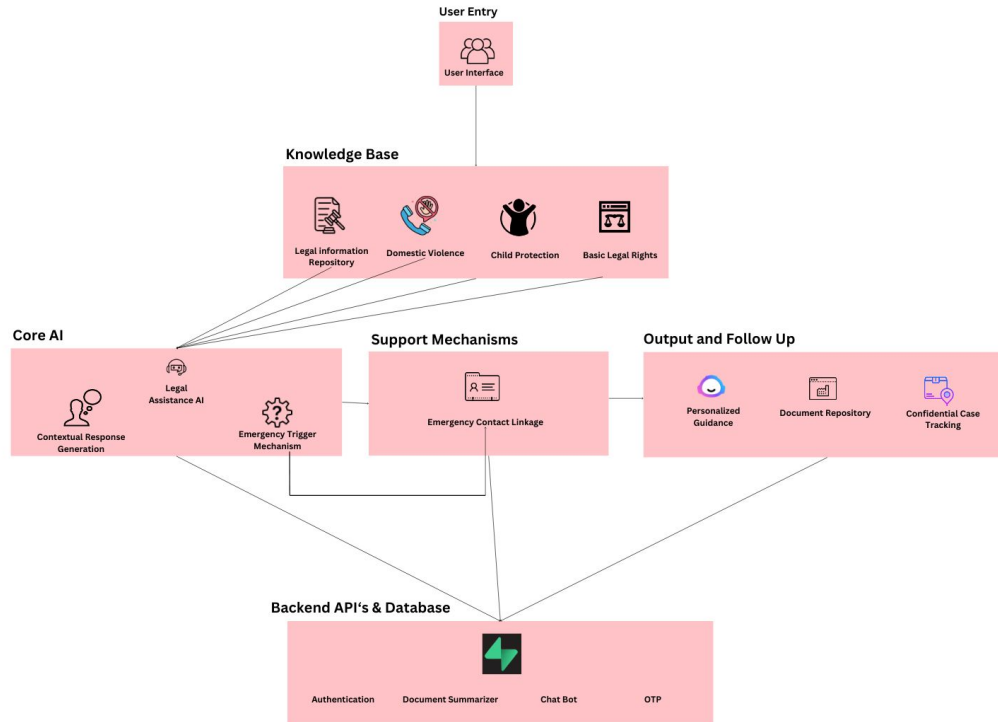 User Entry
User Interface
Knowledge Base
Legal information
Repository
Domestic Violence
Child Protection
Basic Legal Rights
Core AI
Legal
Assistance AI
Contextual Response
Generation
Emergency Trigger
Mechanism
Support Mechanisms
Emergency Contact Linkage
Output and Follow Up
Personalized
Guidance
Document Repository
Confidential Case
Tracking
Backend API‘s & Database
Authentication
Document Summarizer
Chat Bot
OTP